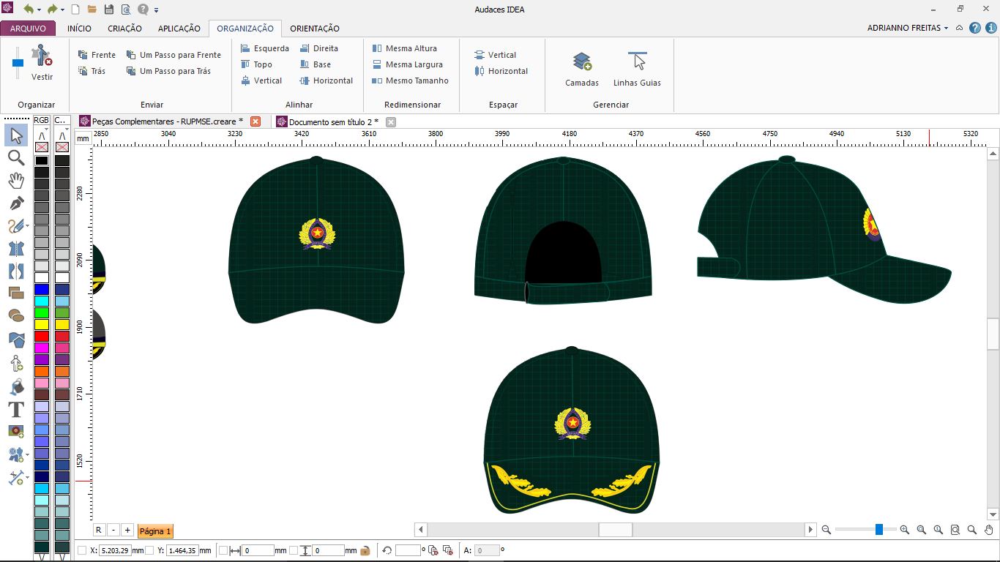 Audaces IDEA
ARQUIVO INÍCIO CRIAÇÃO APLICAÇÃO ORGANIZAÇÃO ORIENTAÇÃO ADRIANNO FREITAS
Vestir
Organizar
Frente Um Passo para Frente
Trás Um Passo para Trás
Enviar
Esquerda Direita
Topo Base
Vertical Horizontal
Alinhar
Mesma Altura
Mesma Largura
Mesmo Tamanho
Redimensionar
Vertical
Horizontal
Espaçar
Camadas Linhas Guias
Gerenciar
RGB C..
Peças Complementares - RUPMSE.creare * Documento sem título 2 *
mm 2850 3040 3230 3420 3610 3800 3990 4180 4370 4560 4750 4940 5130 5320
2280
2090
1900
1710
1520
R - + Página 1
X: 5.203,29 mm Y: 1.464,35 mm 0 mm 0 mm º A: 0 º